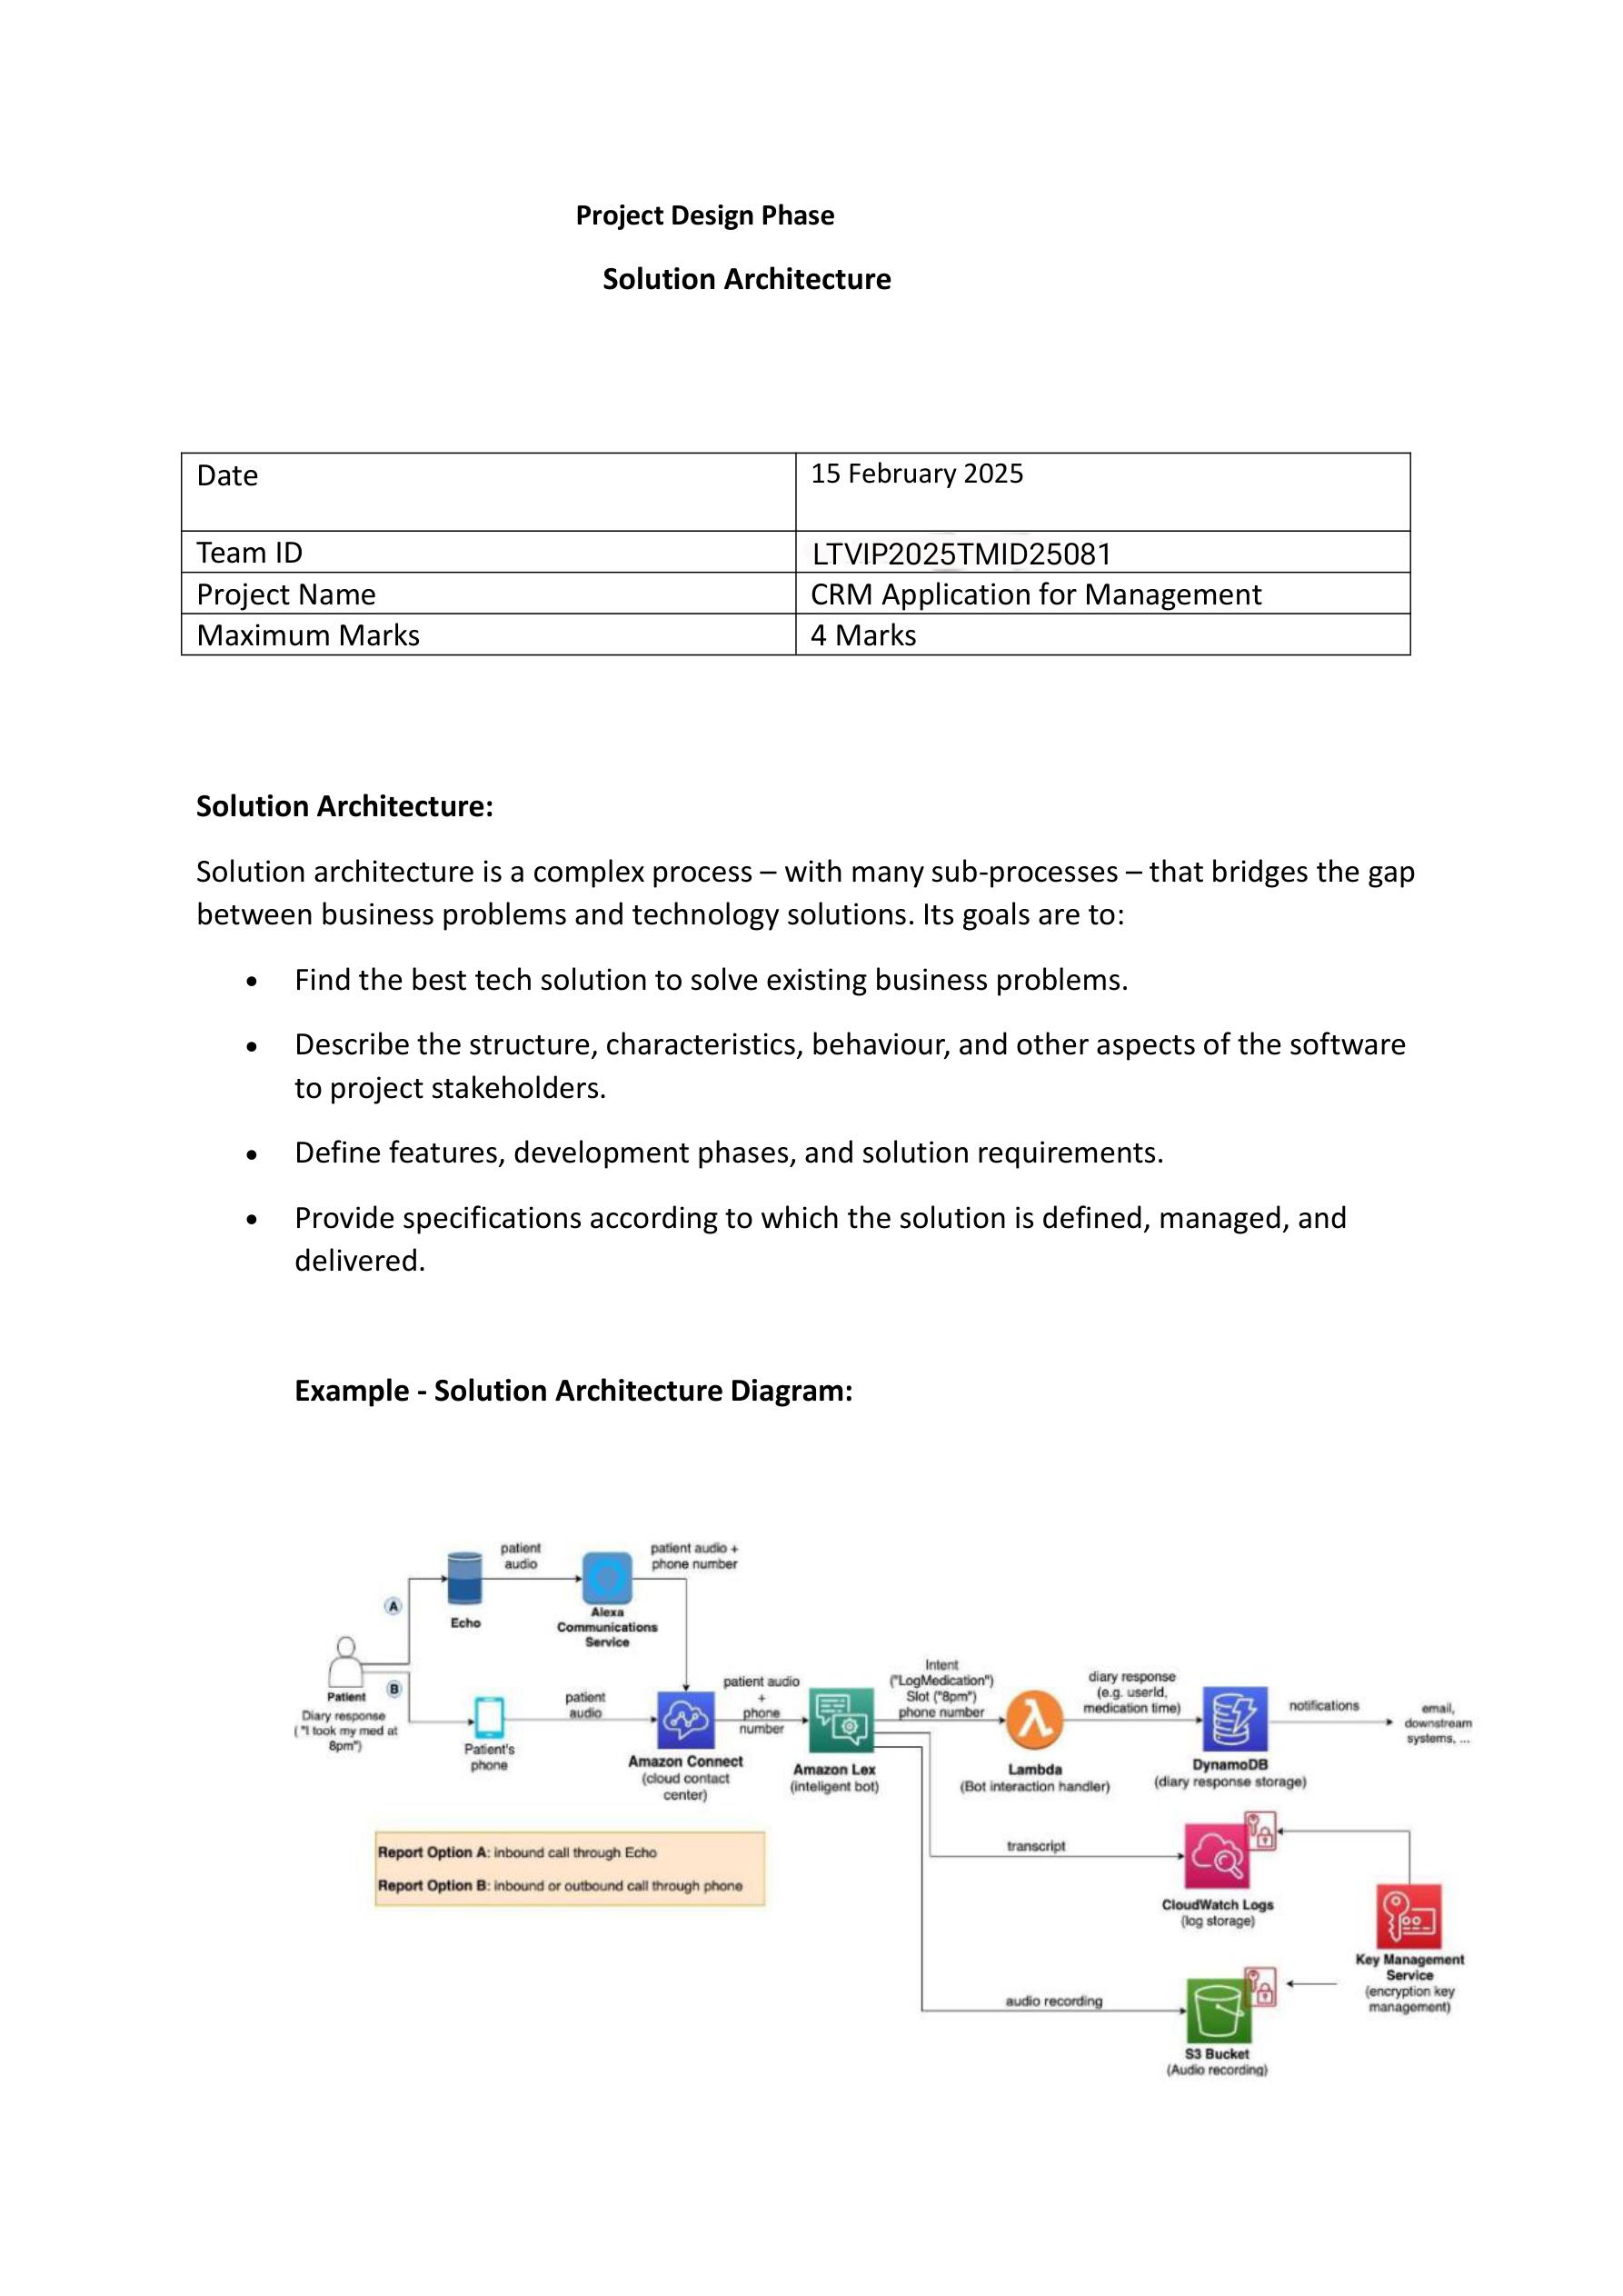 Project Design Phase
Solution Architecture
Date
15 February 2025
Team ID
LTVIP2025TMID25081
Project Name
CRM Application for Management
Maximum Marks
4 Marks
Solution Architecture:
Solution architecture is a complex process – with many sub-processes – that bridges the gap
between business problems and technology solutions. Its goals are to:
• Find the best tech solution to solve existing business problems.
• Describe the structure, characteristics, behaviour, and other aspects of the software
to project stakeholders.
• Define features, development phases, and solution requirements.
• Provide specifications according to which the solution is defined, managed, and
delivered.
Example - Solution Architecture Diagram:
patient
audio
patient audio +
phone number
A
Echo
Alexa
Communications
Service
B
Patient
Diary response
( "I took my med at
8pm")
Patient's
phone
patient
audio
Amazon Connect
(cloud contact
center)
patient audio
+
phone
number
Amazon Lex
(inteligent bot)
Intent
("LogMedication")
Slot ("8pm")
phone number
Lambda
(Bot interaction handler)
diary response
(e.g. userId,
medication time)
DynamoDB
(diary response storage)
notifications
email,
downstream
systems, ...
Report Option A: inbound call through Echo
Report Option B: inbound or outbound call through phone
transcript
CloudWatch Logs
(log storage)
Key Management
Service
(encryption key
management)
audio recording
S3 Bucket
(Audio recording)